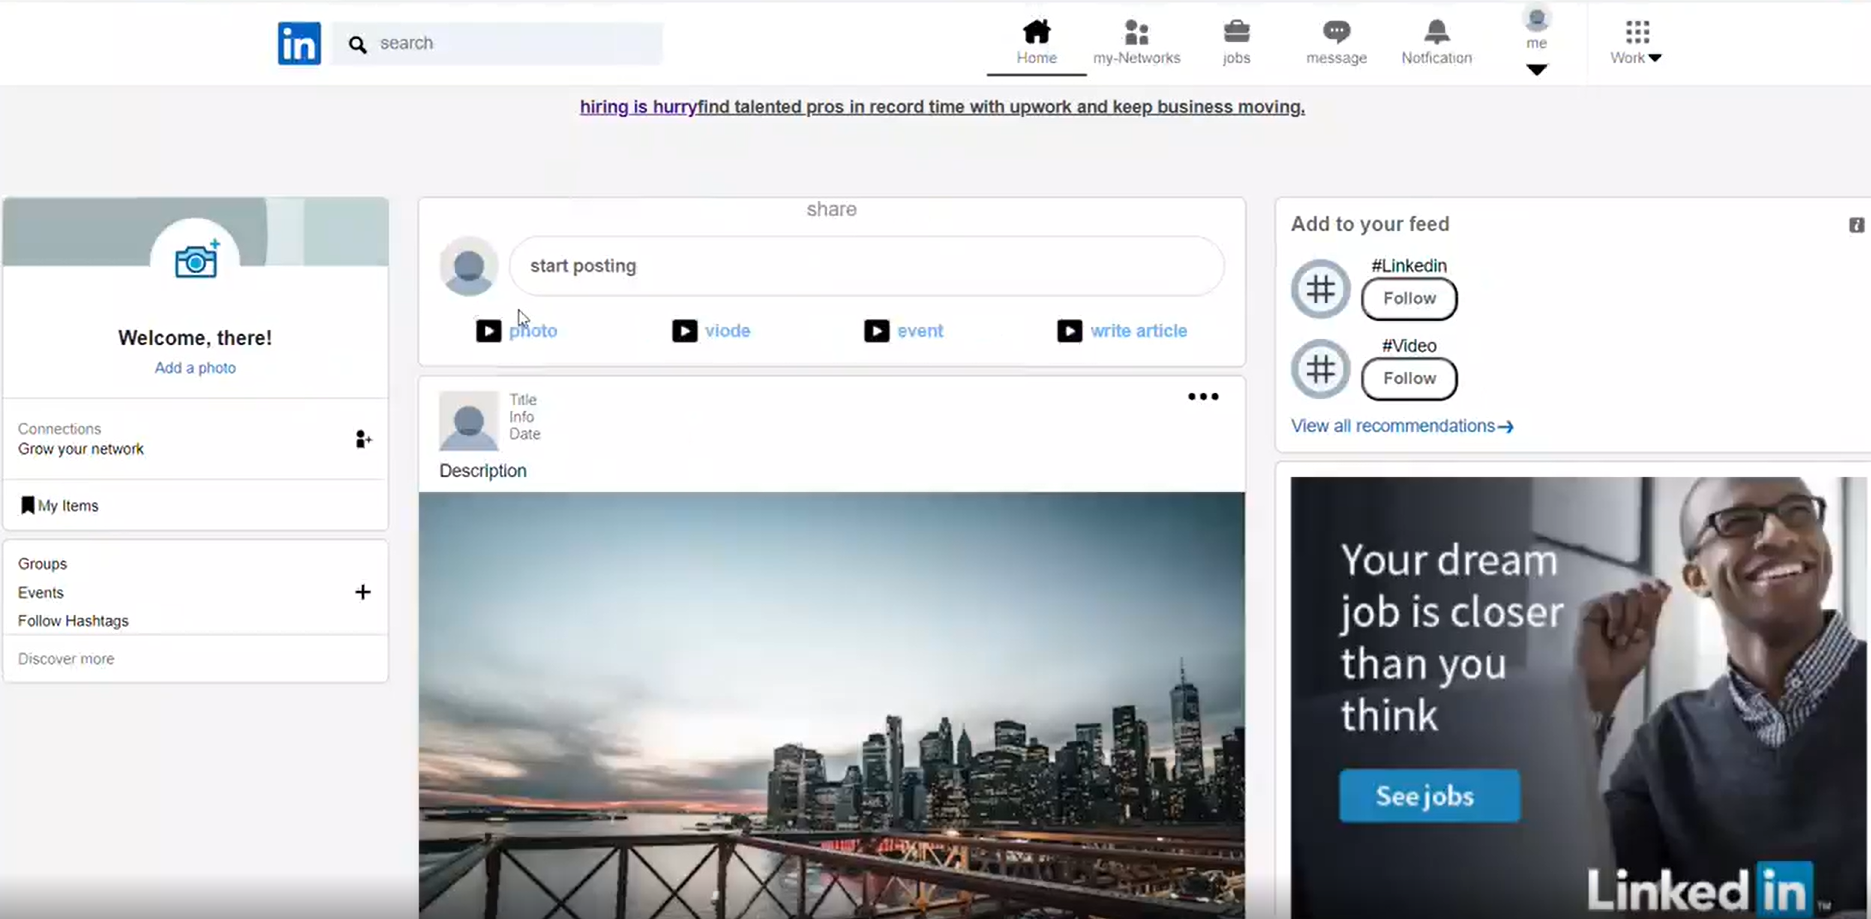 in
search
Home
my-Networks
jobs
message
Notfication
me
Work
hiring is hurryfind talented pros in record time with upwork and keep business moving.
Welcome, there!
Add a photo
Connections
Grow your network
My Items
Groups
Events
Follow Hashtags
Discover more
share
start posting
photo
viode
event
write article
Title
Info
Date
Description
Add to your feed
#Linkedin
Follow
#Video
Follow
View all recommendations
Your dream
job is closer
than you
think
See jobs
Linked in